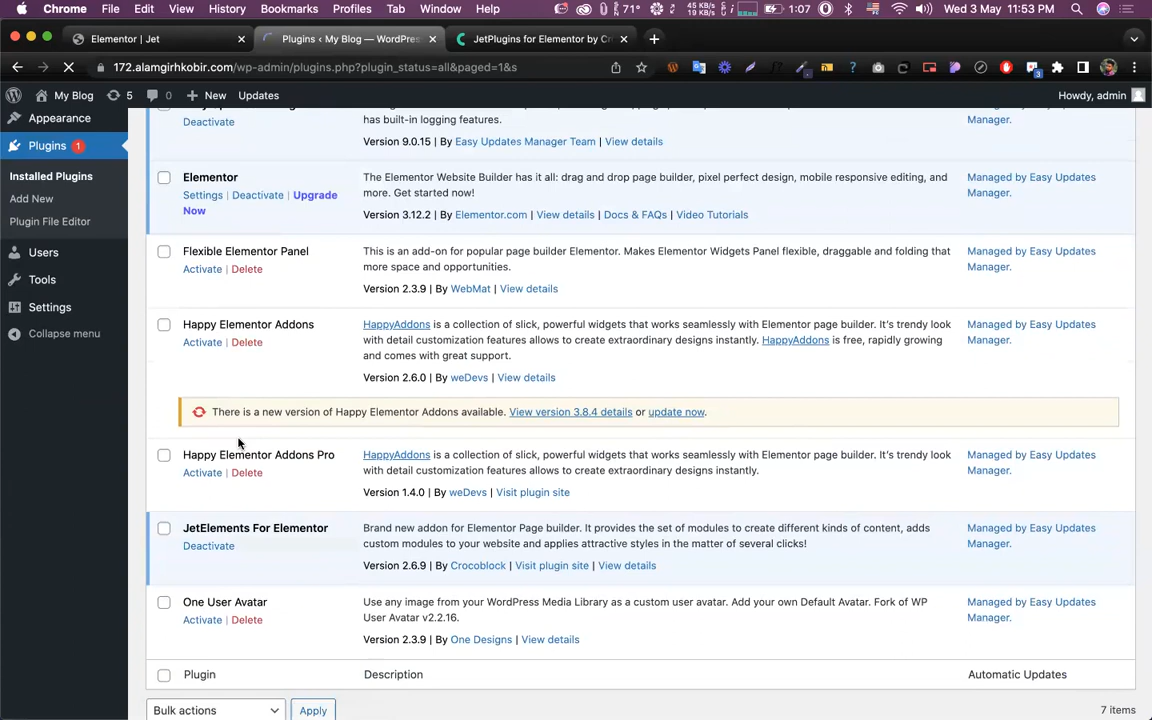 Chrome File Edit View History Bookmarks Profiles Tab Window Help 71° 45 KB/s 19 KB/s 1:07 Wed 3 May 11:53 PM
Elementor | Jet
Plugins ‹ My Blog — WordPres
JetPlugins for Elementor by Cr
172.alamgirhkobir.com/wp-admin/plugins.php?plugin_status=all&paged=1&s
My Blog 5 0 New Updates Howdy, admin
Appearance
Plugins 1
Installed Plugins
Add New
Plugin File Editor
Users
Tools
Settings
Collapse menu
Deactivate
has built-in logging features.
Version 9.0.15 | By Easy Updates Manager Team | View details
Manager.
Elementor
Settings | Deactivate | Upgrade
Now
The Elementor Website Builder has it all: drag and drop page builder, pixel perfect design, mobile responsive editing, and
more. Get started now!
Version 3.12.2 | By Elementor.com | View details | Docs & FAQs | Video Tutorials
Managed by Easy Updates
Manager.
Flexible Elementor Panel
Activate | Delete
This is an add-on for popular page builder Elementor. Makes Elementor Widgets Panel flexible, draggable and folding that
more space and opportunities.
Version 2.3.9 | By WebMat | View details
Managed by Easy Updates
Manager.
Happy Elementor Addons
Activate | Delete
HappyAddons is a collection of slick, powerful widgets that works seamlessly with Elementor page builder. It's trendy look
with detail customization features allows to create extraordinary designs instantly. HappyAddons is free, rapidly growing
and comes with great support.
Version 2.6.0 | By weDevs | View details
Managed by Easy Updates
Manager.
There is a new version of Happy Elementor Addons available. View version 3.8.4 details or update now.
Happy Elementor Addons Pro
Activate | Delete
HappyAddons is a collection of slick, powerful widgets that works seamlessly with Elementor page builder. It's trendy look
with detail customization features allows to create extraordinary designs instantly.
Version 1.4.0 | By weDevs | Visit plugin site
Managed by Easy Updates
Manager.
JetElements For Elementor
Deactivate
Brand new addon for Elementor Page builder. It provides the set of modules to create different kinds of content, adds
custom modules to your website and applies attractive styles in the matter of several clicks!
Version 2.6.9 | By Crocoblock | Visit plugin site | View details
Managed by Easy Updates
Manager.
One User Avatar
Activate | Delete
Use any image from your WordPress Media Library as a custom user avatar. Add your own Default Avatar. Fork of WP
User Avatar v2.2.16.
Version 2.3.9 | By One Designs | View details
Managed by Easy Updates
Manager.
Plugin Description Automatic Updates
Bulk actions Apply 7 items